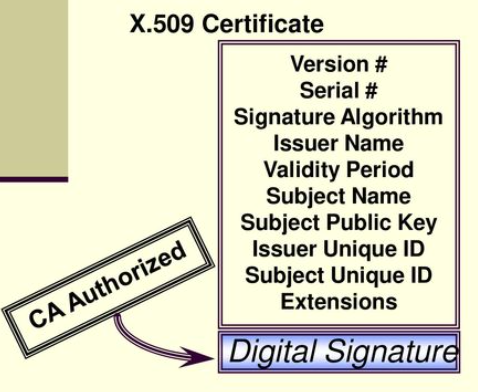 X.509 Certificate
Version #
Serial #
Signature Algorithm
Issuer Name
Validity Period
Subject Name
Subject Public Key
Issuer Unique ID
Subject Unique ID
Extensions
CA Authorized
Digital Signature